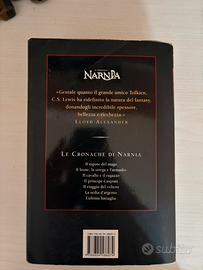 NARNIA
«Geniale quanto il grande amico Tolkien,
C.S. Lewis ha ridefinito la natura del fantasy,
donandogli incredibile spessore,
bellezza e ricchezza.»
LLOYD ALEXANDER
LE CRONACHE DI NARNIA
Il nipote del mago
Il leone, la strega e l'armadio
Il cavallo e il ragazzo
Il principe Caspian
Il viaggio del veliero
La sedia d'argento
L'ultima battaglia
subito